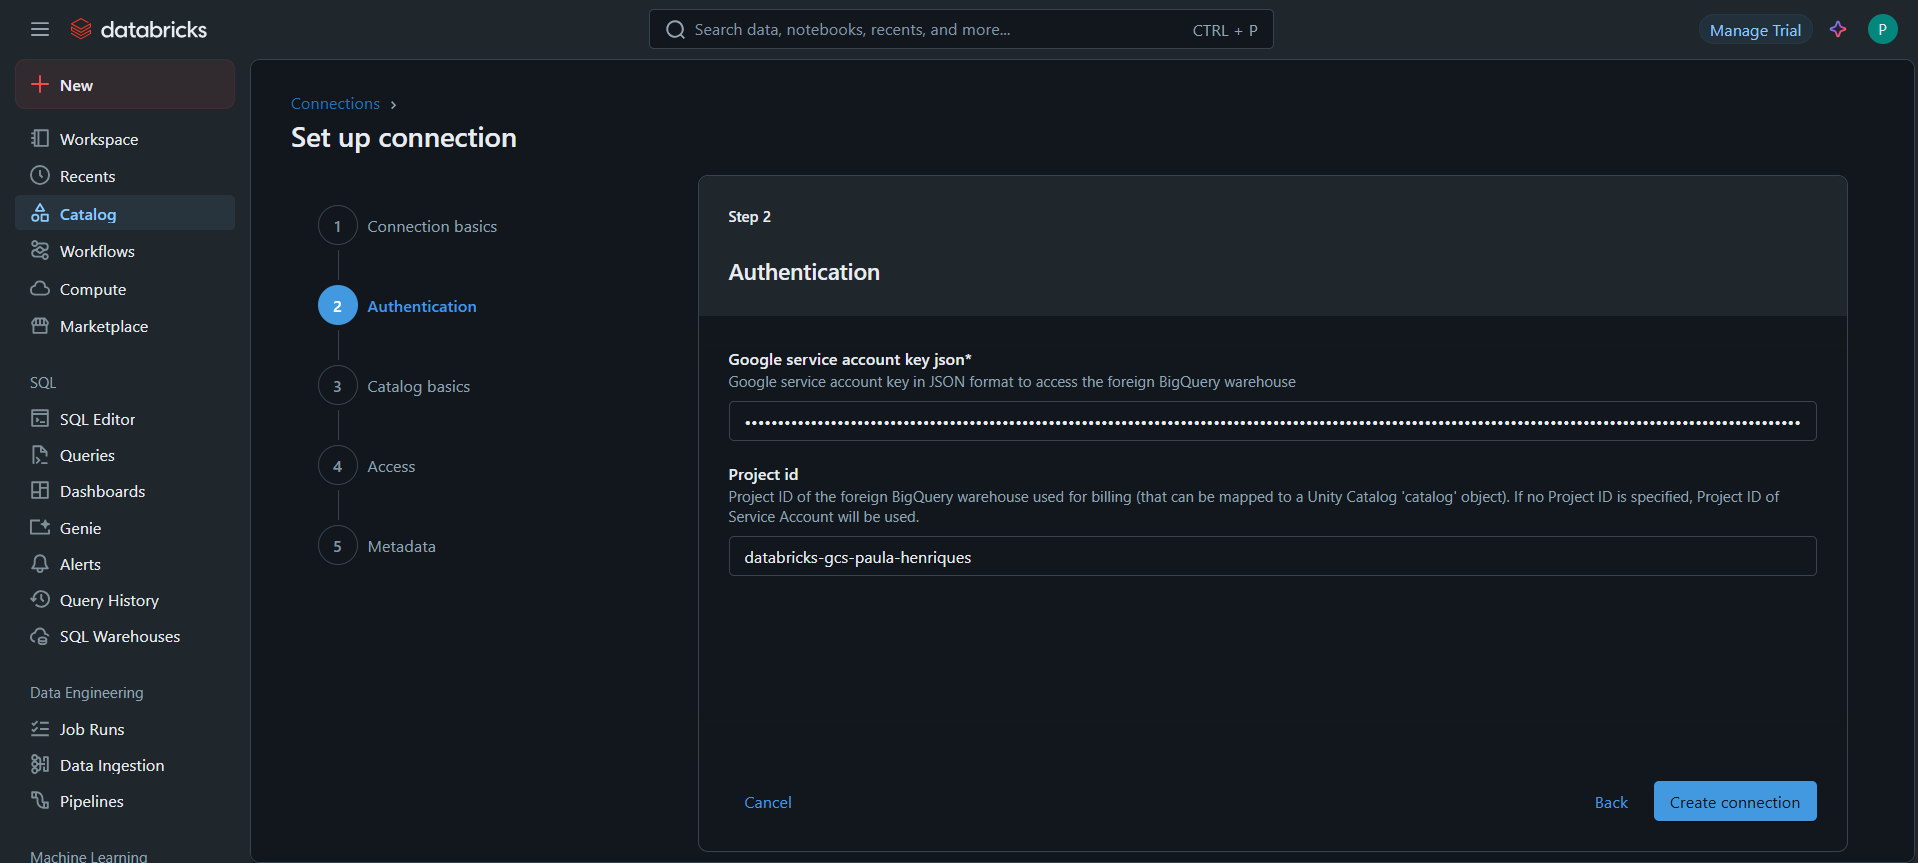 databricks
Search data, notebooks, recents, and more...
CTRL + P
Manage Trial
P
New
Workspace
Recents
Catalog
Workflows
Compute
Marketplace
SQL
SQL Editor
Queries
Dashboards
Genie
Alerts
Query History
SQL Warehouses
Data Engineering
Job Runs
Data Ingestion
Pipelines
Machine Learning
Connections ›
Set up connection
1 Connection basics
2 Authentication
3 Catalog basics
4 Access
5 Metadata
Step 2
Authentication
Google service account key json*
Google service account key in JSON format to access the foreign BigQuery warehouse
Project id
Project ID of the foreign BigQuery warehouse used for billing (that can be mapped to a Unity Catalog 'catalog' object). If no Project ID is specified, Project ID of
Service Account will be used.
databricks-gcs-paula-henriques
Cancel
Back
Create connection